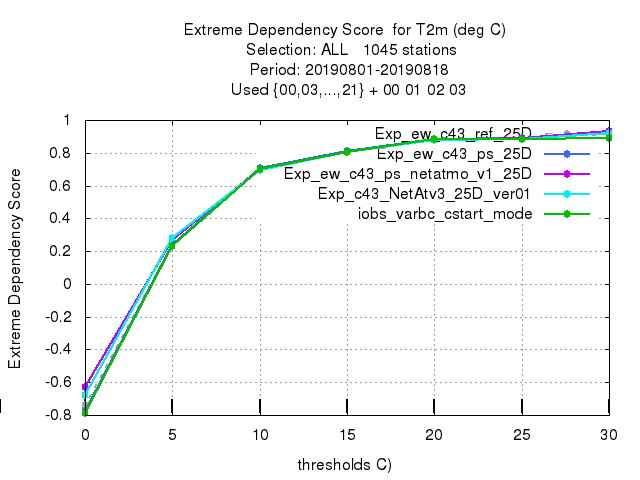 Extreme Dependency Score for T2m (deg C)
Selection: ALL 1045 stations
Period: 20190801-20190818
Used {00,03,...,21} + 00 01 02 03
Extreme Dependency Score
1
0.8
0.6
0.4
0.2
0
-0.2
-0.4
-0.6
-0.8
Exp_ew_c43_ref_25D
Exp_ew_c43_ps_25D
Exp_ew_c43_ps_netatmo_v1_25D
Exp_c43_NetAtv3_25D_ver01
iobs_varbc_cstart_mode
0 5 10 15 20 25 30
thresholds C)